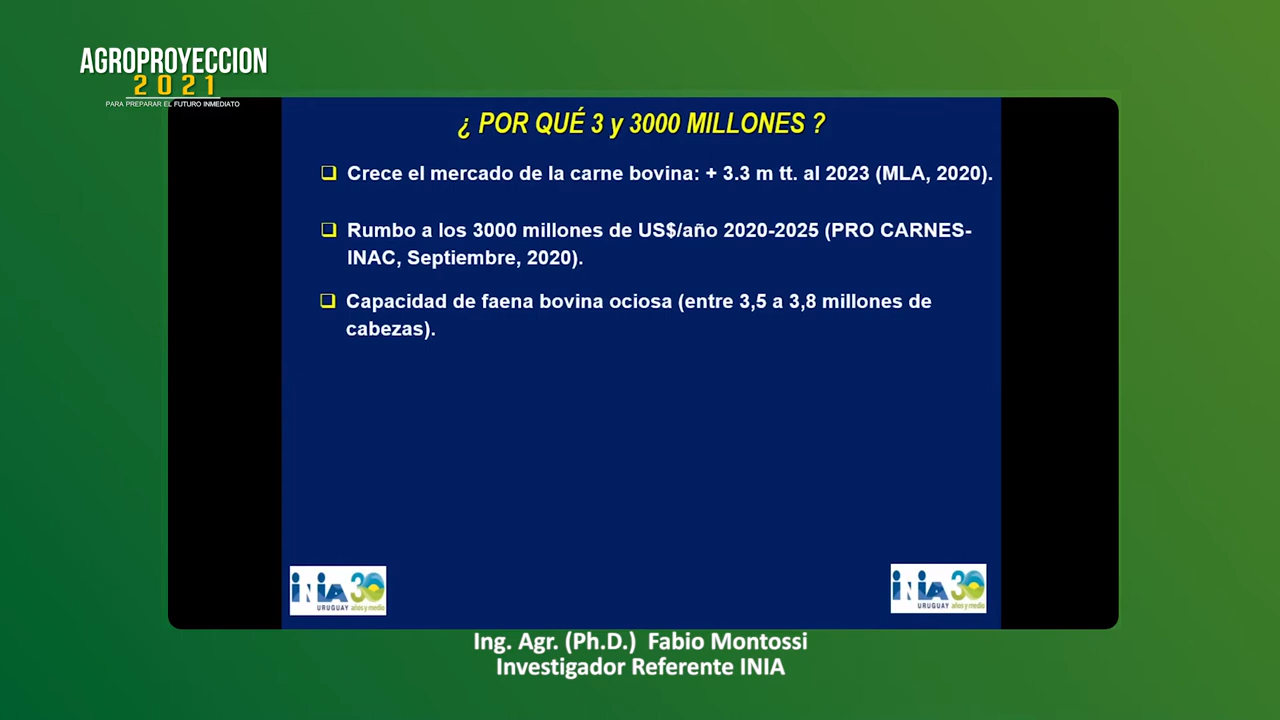 AGROPROYECCION
2021
PARA PREPARAR EL FUTURO INMEDIATO
¿ POR QUÉ 3 y 3000 MILLONES ?
❑ Crece el mercado de la carne bovina: + 3.3 m tt. al 2023 (MLA, 2020).
❑ Rumbo a los 3000 millones de US$/año 2020-2025 (PRO CARNES-
INAC, Septiembre, 2020).
❑ Capacidad de faena bovina ociosa (entre 3,5 a 3,8 millones de
cabezas).
INIA 30
URUGUAY años y medio
INIA 30
URUGUAY años y medio
Ing. Agr. (Ph.D.) Fabio Montossi
Investigador Referente INIA